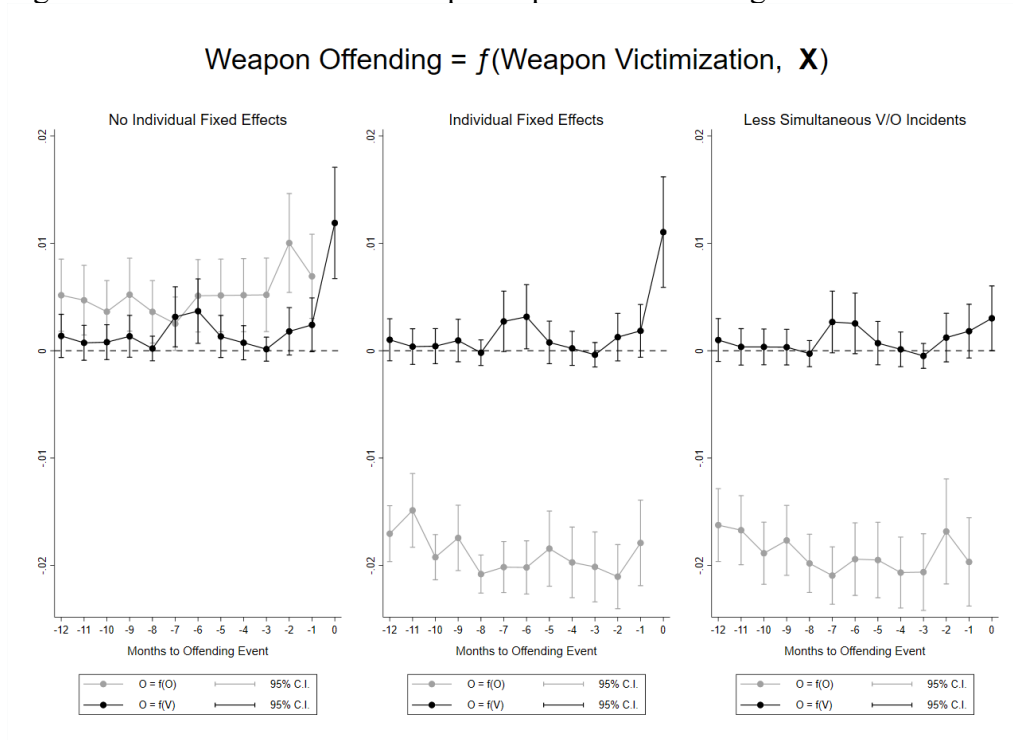 Weapon Offending = f(Weapon Victimization, X)
No Individual Fixed Effects
.02
.01
0
-.01
-.02
-12 -11 -10 -9 -8 -7 -6 -5 -4 -3 -2 -1 0
Months to Offending Event
O = f(O) 95% C.I.
O = f(V) 95% C.I.
Individual Fixed Effects
.02
.01
0
-.01
-.02
-12 -11 -10 -9 -8 -7 -6 -5 -4 -3 -2 -1 0
Months to Offending Event
O = f(O) 95% C.I.
O = f(V) 95% C.I.
Less Simultaneous V/O Incidents
.02
.01
0
-.01
-.02
-12 -11 -10 -9 -8 -7 -6 -5 -4 -3 -2 -1 0
Months to Offending Event
O = f(O) 95% C.I.
O = f(V) 95% C.I.